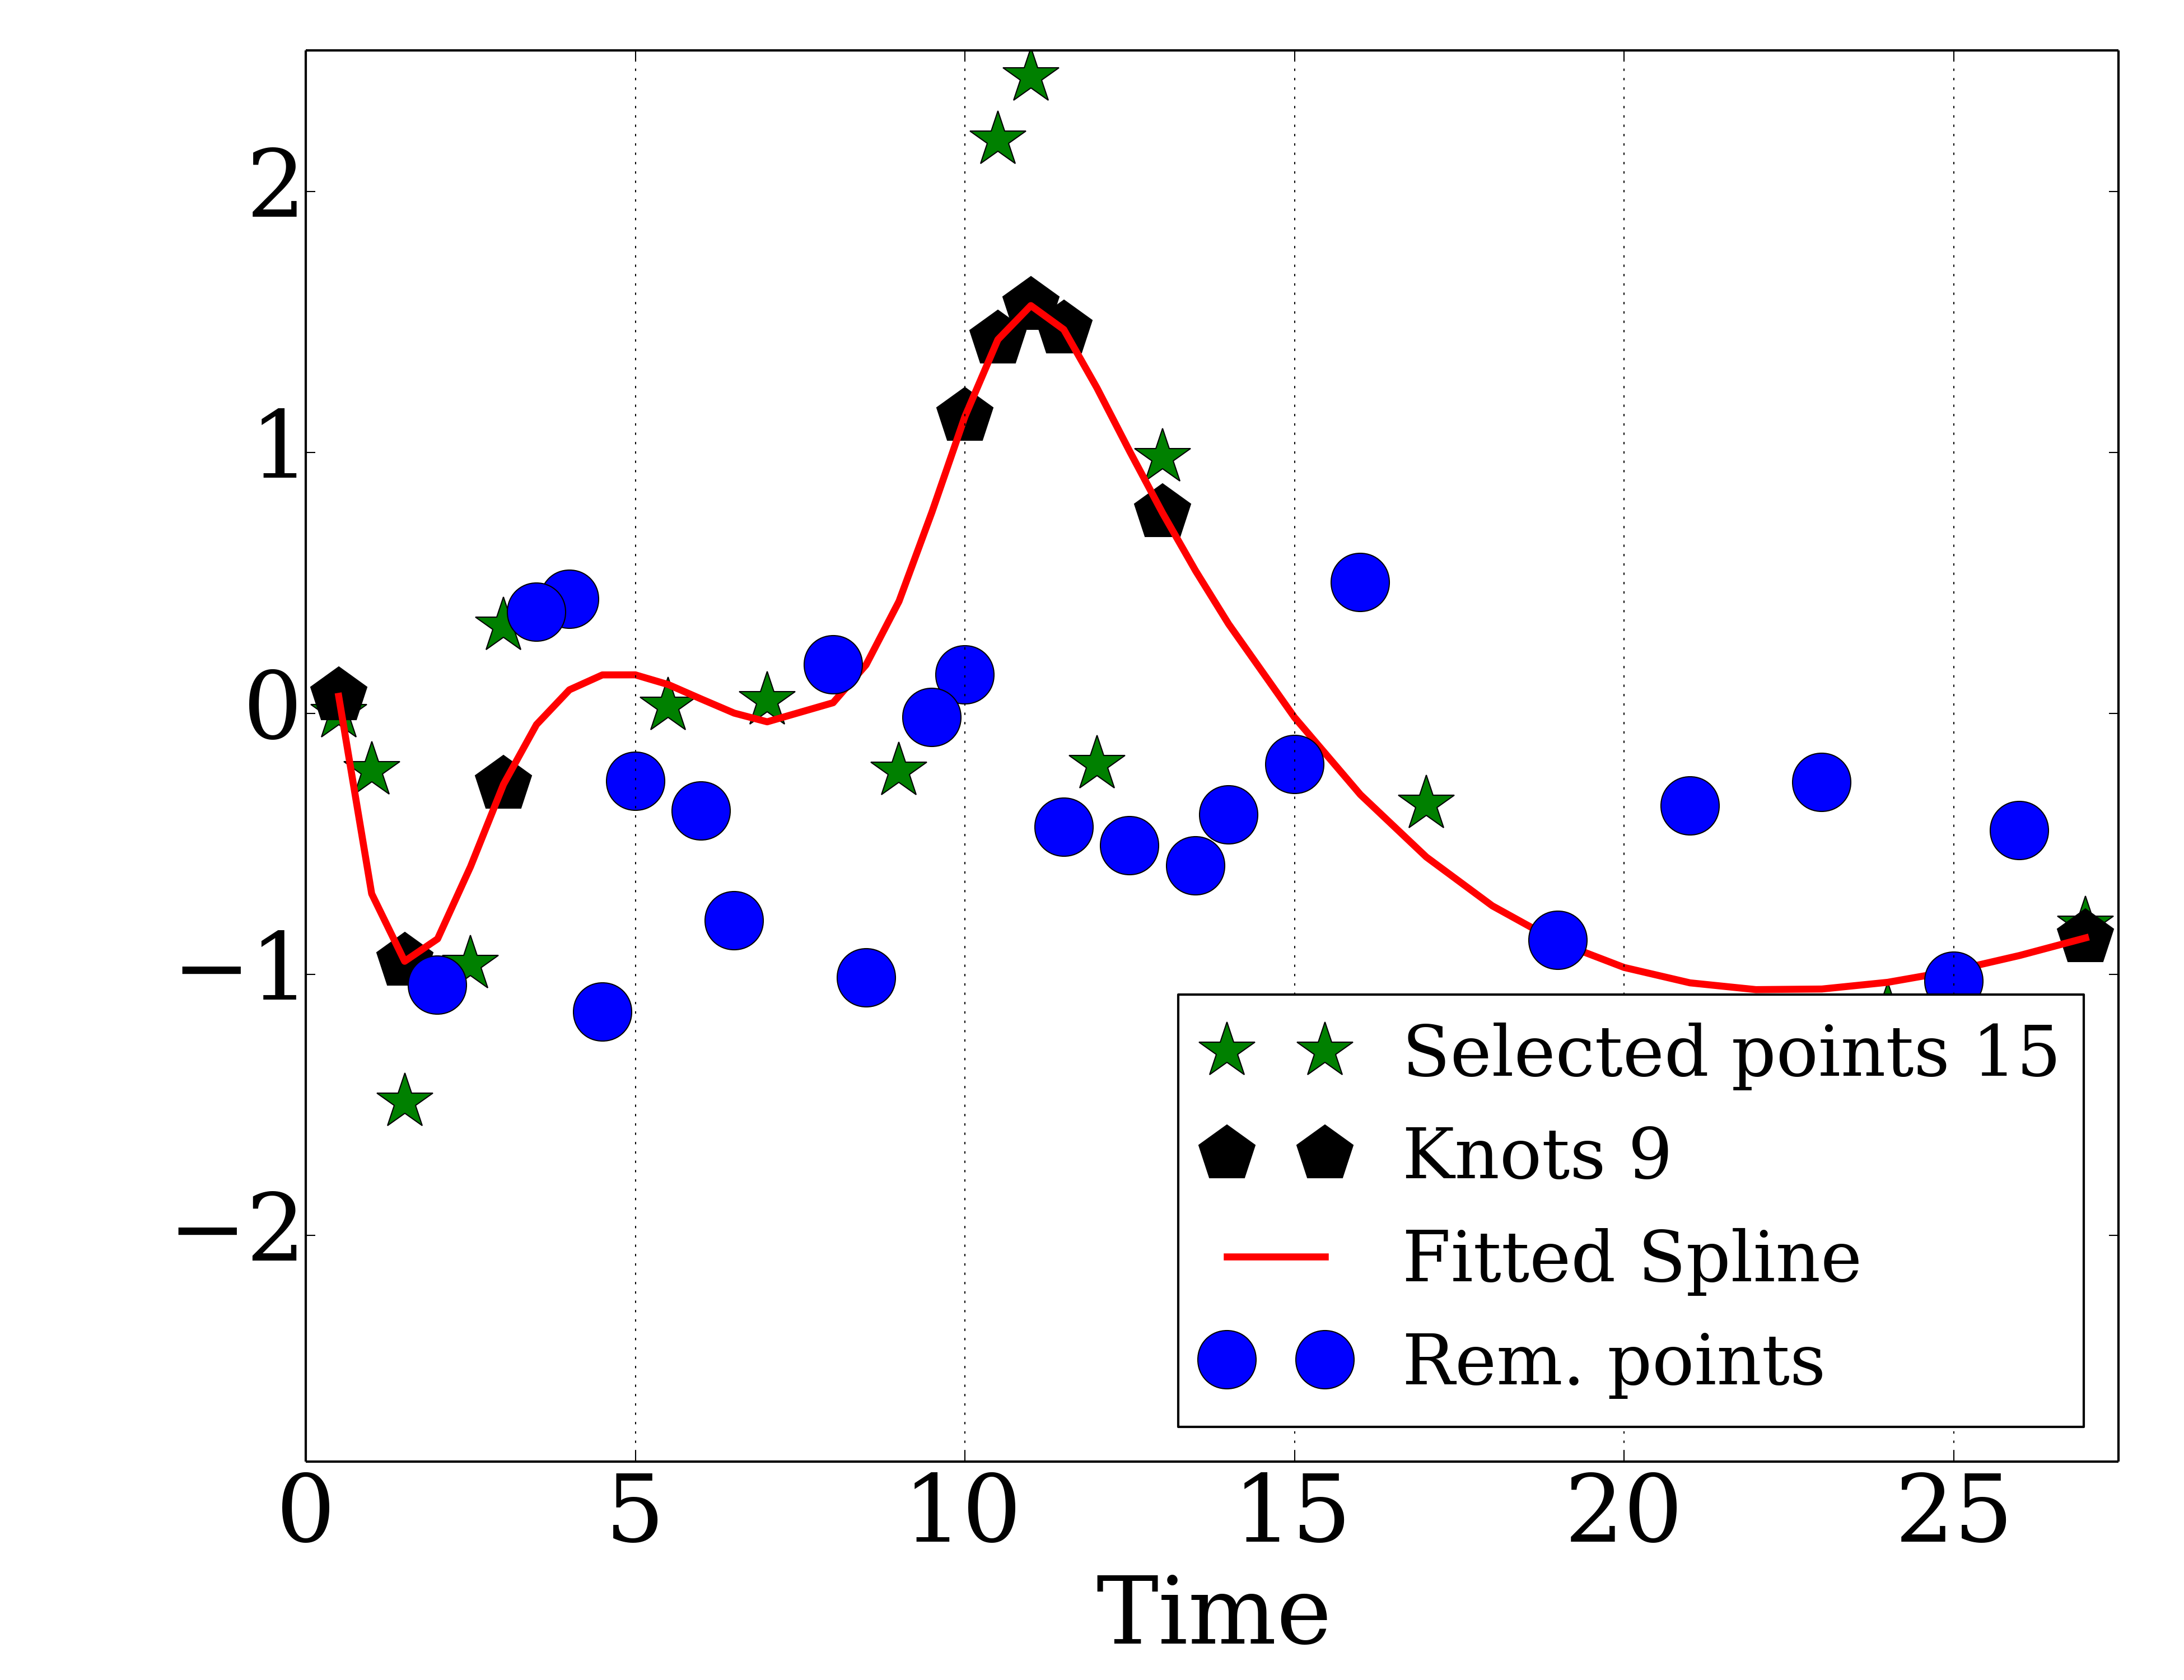 2
1
0
−1
−2
0 5 10 15 20 25
Time
Selected points 15
Knots 9
Fitted Spline
Rem. points